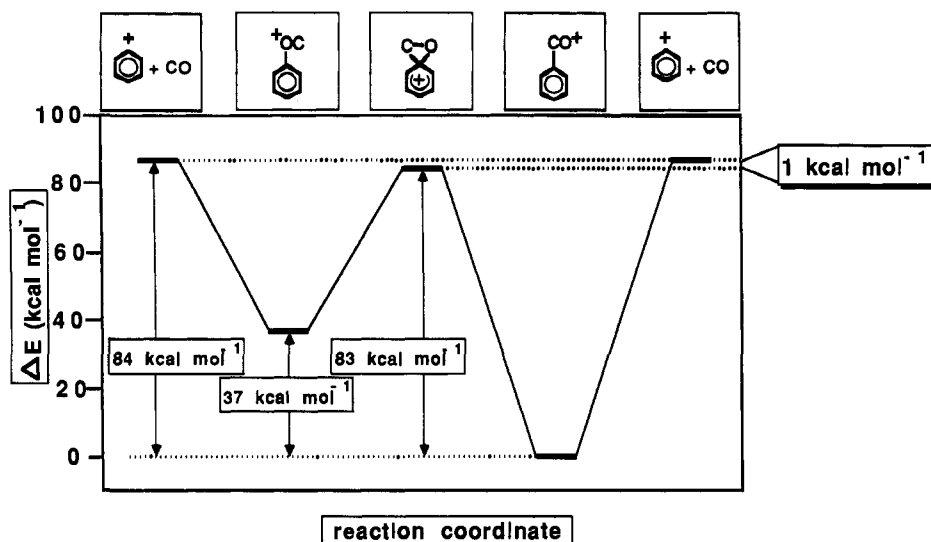 +
+ CO
+
OC
C O
+
CO+
+
+ CO
100
80
60
40
20
0
ΔE (kcal mol⁻¹)
84 kcal mol⁻¹
37 kcal mol⁻¹
83 kcal mol⁻¹
1 kcal mol⁻¹
reaction coordinate